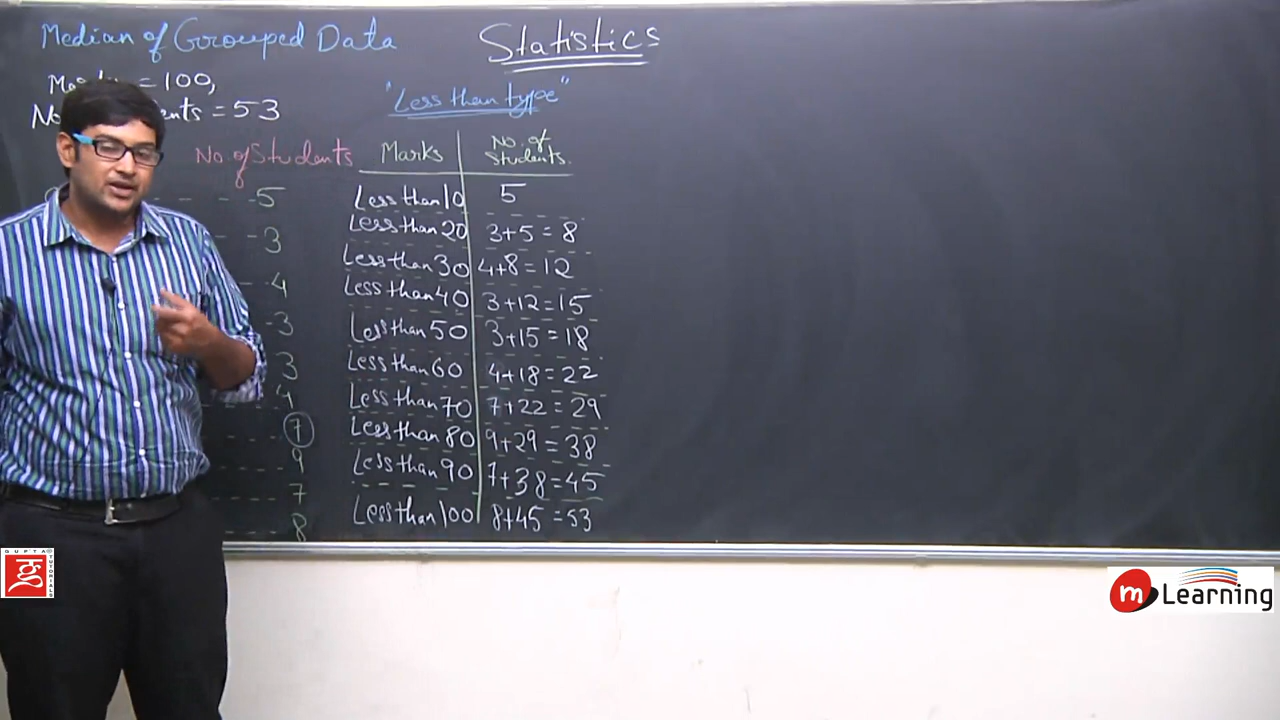 Median of Grouped Data
Statistics
= 100,
= 53
"Less than type"
No. of Students
Marks
No. of
Students.
5
Less than 10
5
3
Less than 20
3+5 = 8
4
Less than 30
4+8 = 12
3
Less than 40
3+12 = 15
3
Less than 50
3+15 = 18
4
Less than 60
4+18 = 22
7
Less than 70
7+22 = 29
9
Less than 80
9+29 = 38
7
Less than 90
7+38 = 45
8
Less than 100
8+45 = 53
GUPTA
TUTORIALS
m Learning